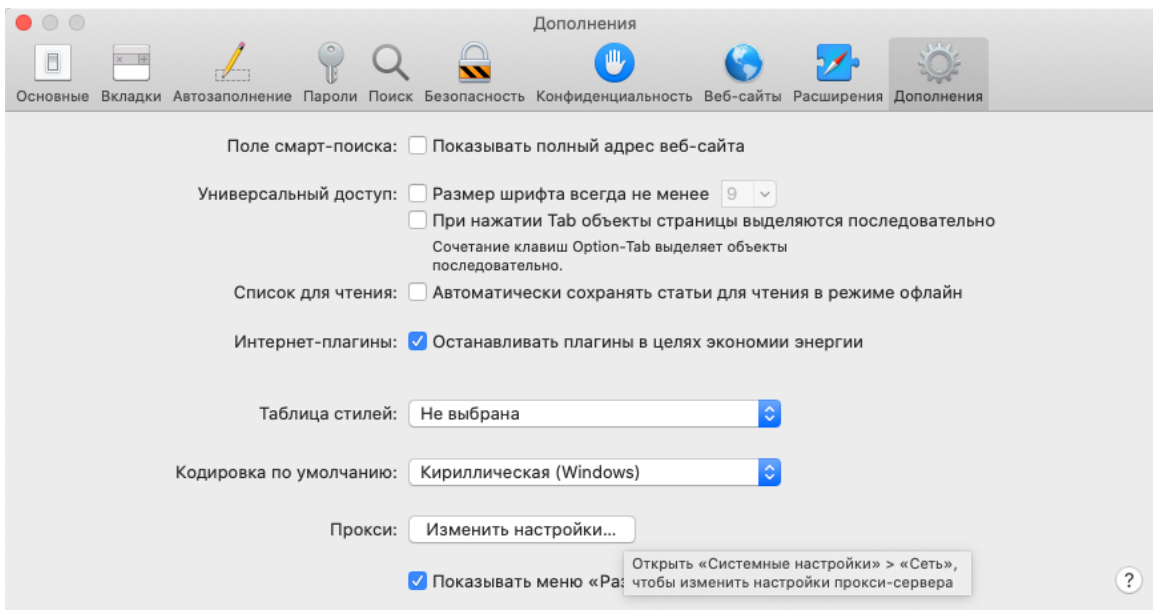 Дополнения
Основные Вкладки Автозаполнение Пароли Поиск Безопасность Конфиденциальность Веб-сайты Расширения Дополнения
Поле смарт-поиска: Показывать полный адрес веб-сайта
Универсальный доступ: Размер шрифта всегда не менее 9
При нажатии Tab объекты страницы выделяются последовательно
Сочетание клавиш Option-Tab выделяет объекты
последовательно.
Список для чтения: Автоматически сохранять статьи для чтения в режиме офлайн
Интернет-плагины: Останавливать плагины в целях экономии энергии
Таблица стилей: Не выбрана
Кодировка по умолчанию: Кириллическая (Windows)
Прокси: Изменить настройки...
Открыть «Системные настройки» > «Сеть»,
чтобы изменить настройки прокси-сервера
Показывать меню
?